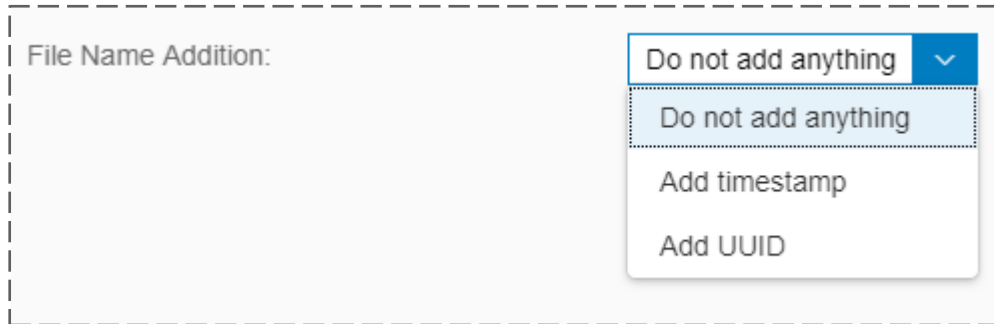 File Name Addition:
Do not add anything
Do not add anything
Add timestamp
Add UUID